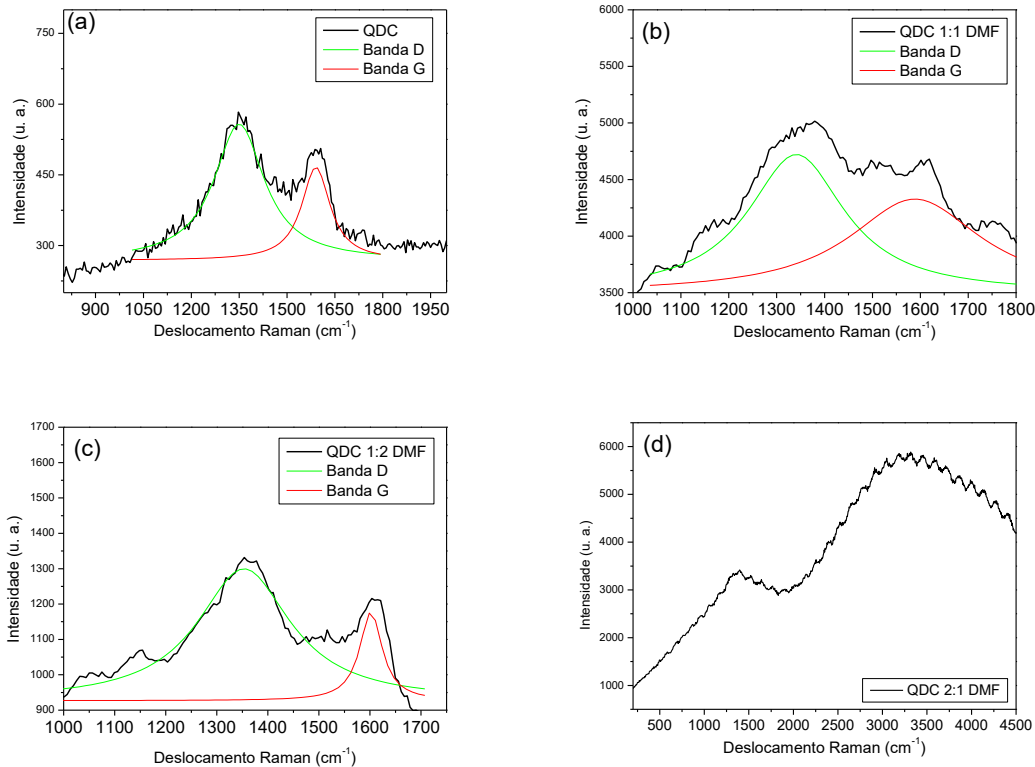 (a)
QDC
Banda D
Banda G
750
600
450
300
Intensidade (u. a.)
900 1050 1200 1350 1500 1650 1800 1950
Deslocamento Raman (cm⁻¹)
(b)
QDC 1:1 DMF
Banda D
Banda G
6000
5500
5000
4500
4000
3500
Intensidade (u. a.)
1000 1100 1200 1300 1400 1500 1600 1700 1800
Deslocamento Raman (cm⁻¹)
(c)
QDC 1:2 DMF
Banda D
Banda G
1700
1600
1500
1400
1300
1200
1100
1000
900
Intensidade (u. a.)
1000 1100 1200 1300 1400 1500 1600 1700
Deslocamento Raman (cm⁻¹)
(d)
6000
5000
4000
3000
2000
1000
Intensidade (u. a.)
QDC 2:1 DMF
500 1000 1500 2000 2500 3000 3500 4000 4500
Deslocamento Raman (cm⁻¹)